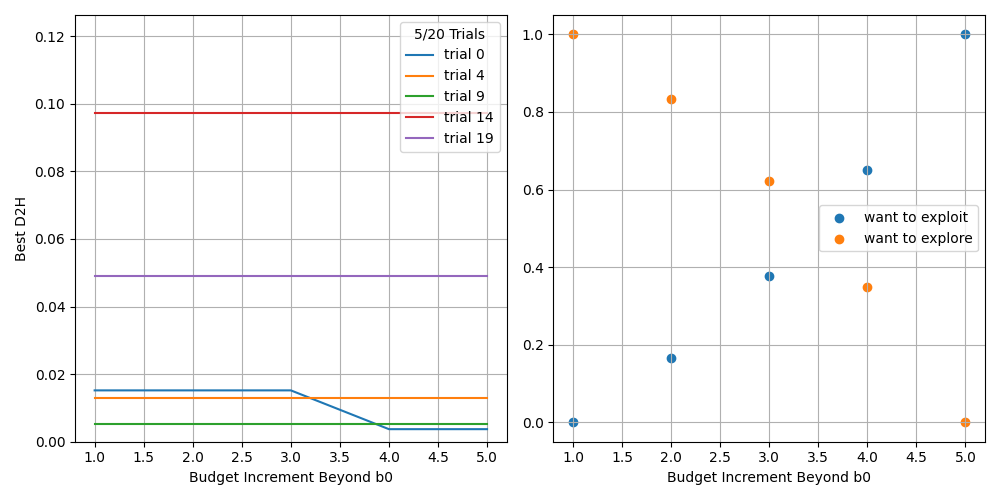 Best D2H
0.12
0.10
0.08
0.06
0.04
0.02
0.00
5/20 Trials
trial 0
trial 4
trial 9
trial 14
trial 19
1.0 1.5 2.0 2.5 3.0 3.5 4.0 4.5 5.0
Budget Increment Beyond b0
1.0
0.8
0.6
0.4
0.2
0.0
want to exploit
want to explore
1.0 1.5 2.0 2.5 3.0 3.5 4.0 4.5 5.0
Budget Increment Beyond b0